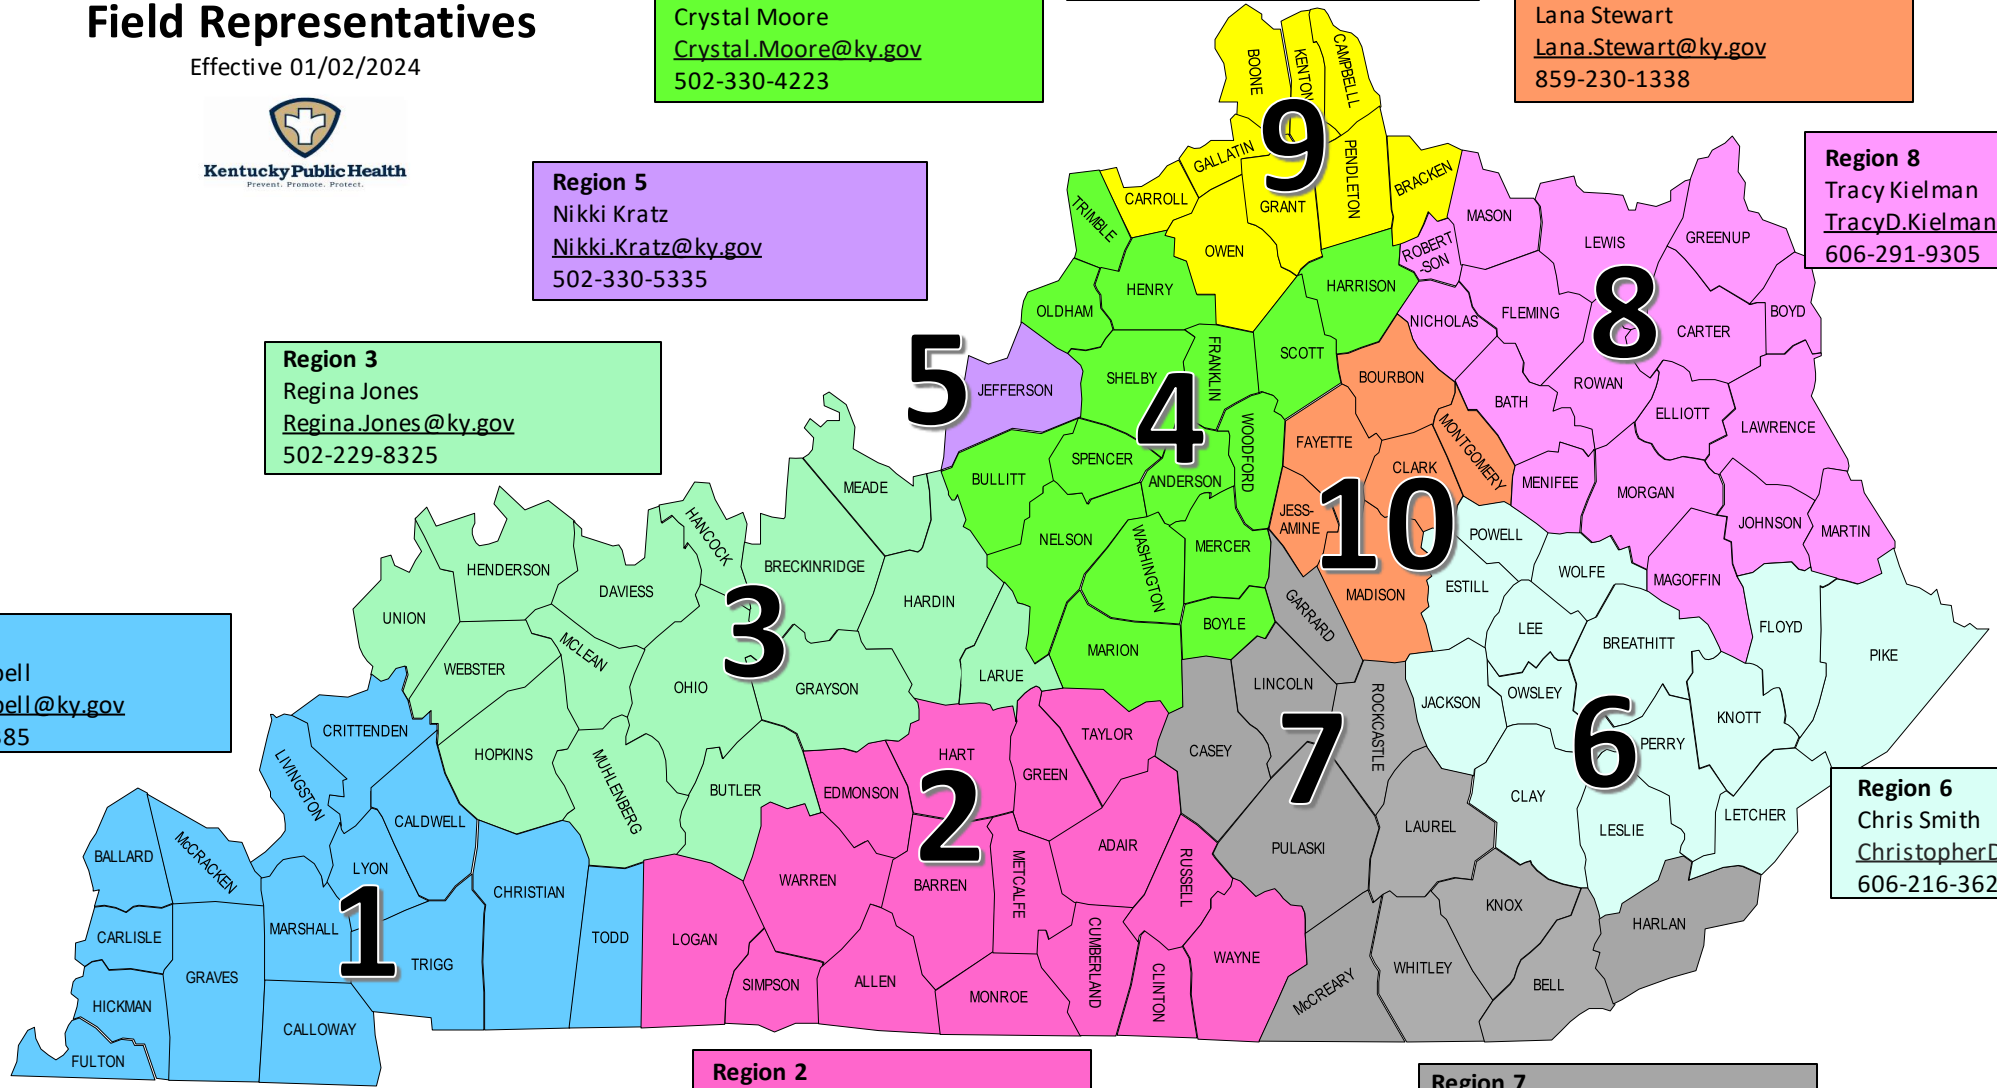 Field Representatives
Effective 01/02/2024
Kentucky Public Health
Prevent. Promote. Protect.
Crystal Moore
Crystal.Moore@ky.gov
502-330-4223
Lana Stewart
Lana.Stewart@ky.gov
859-230-1338
Region 5
Nikki Kratz
Nikki.Kratz@ky.gov
502-330-5335
Region 8
Tracy Kielman
TracyD.Kielman
606-291-9305
Region 3
Regina Jones
Regina.Jones@ky.gov
502-229-8325
bell
bell@ky.gov
385
Region 6
Chris Smith
ChristopherD
606-216-362
Region 2
Region 7
9
BOONE
KENTON
CAMPBELLL
GALLATIN
CARROLL
GRANT
PENDLETON
BRACKEN
OWEN
8
MASON
ROBERT
-SON
LEWIS
GREENUP
NICHOLAS
FLEMING
CARTER
BOYD
BATH
ROWAN
ELLIOTT
LAWRENCE
MENIFEE
MORGAN
JOHNSON
MARTIN
MAGOFFIN
4
TRIMBLE
HENRY
OLDHAM
HARRISON
SHELBY
FRANKLIN
SCOTT
SPENCER
WOODFORD
BULLITT
ANDERSON
NELSON
WASHINGTON
MERCER
BOYLE
MARION
5
JEFFERSON
10
BOURBON
FAYETTE
MONTGOMERY
CLARK
JESS-
AMINE
MADISON
3
MEADE
HANCOCK
BRECKINRIDGE
HENDERSON
DAVIESS
HARDIN
UNION
MCLEAN
WEBSTER
OHIO
GRAYSON
LARUE
HOPKINS
MUHLENBERG
BUTLER
6
POWELL
ESTILL
WOLFE
LEE
BREATHITT
FLOYD
PIKE
JACKSON
OWSLEY
PERRY
KNOTT
CLAY
LESLIE
LETCHER
7
GARRARD
LINCOLN
ROCKCASTLE
CASEY
PULASKI
LAUREL
KNOX
HARLAN
McCREARY
WHITLEY
BELL
2
HART
TAYLOR
GREEN
EDMONSON
ADAIR
WARREN
BARREN
METCALFE
RUSSELL
LOGAN
CUMBERLAND
WAYNE
SIMPSON
ALLEN
MONROE
CLINTON
1
CRITTENDEN
LIVINGSTON
CALDWELL
BALLARD
McCRACKEN
LYON
CHRISTIAN
CARLISLE
MARSHALL
TODD
TRIGG
GRAVES
HICKMAN
CALLOWAY
FULTON